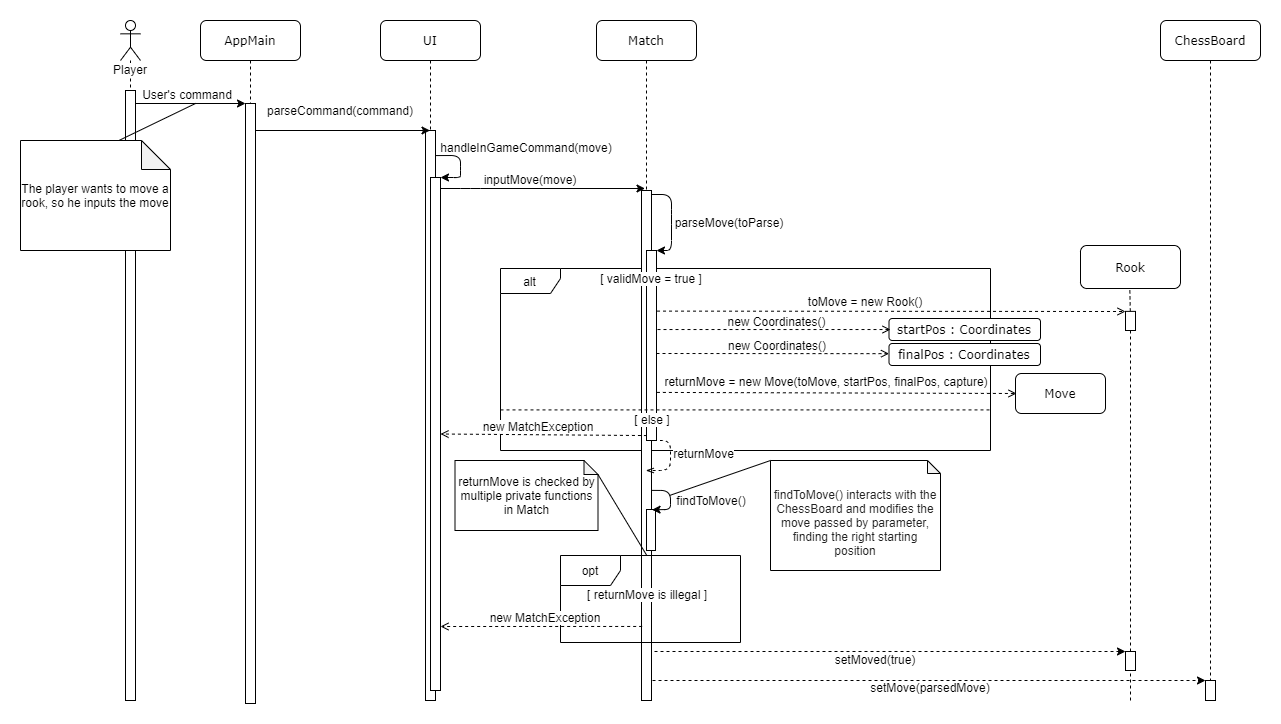 AppMain
UI
Match
ChessBoard
Player
User's command
parseCommand(command)
handleInGameCommand(move)
inputMove(move)
The player wants to move a
rook, so he inputs the move
parseMove(toParse)
Rook
alt
[ validMove = true ]
toMove = new Rook()
new Coordinates()
startPos : Coordinates
new Coordinates()
finalPos : Coordinates
returnMove = new Move(toMove, startPos, finalPos, capture)
Move
[ else ]
new MatchException
returnMove
returnMove is checked by
multiple private functions
in Match
findToMove()
findToMove() interacts with the
ChessBoard and modifies the
move passed by parameter,
finding the right starting
position
opt
[ returnMove is illegal ]
new MatchException
setMoved(true)
setMove(parsedMove)